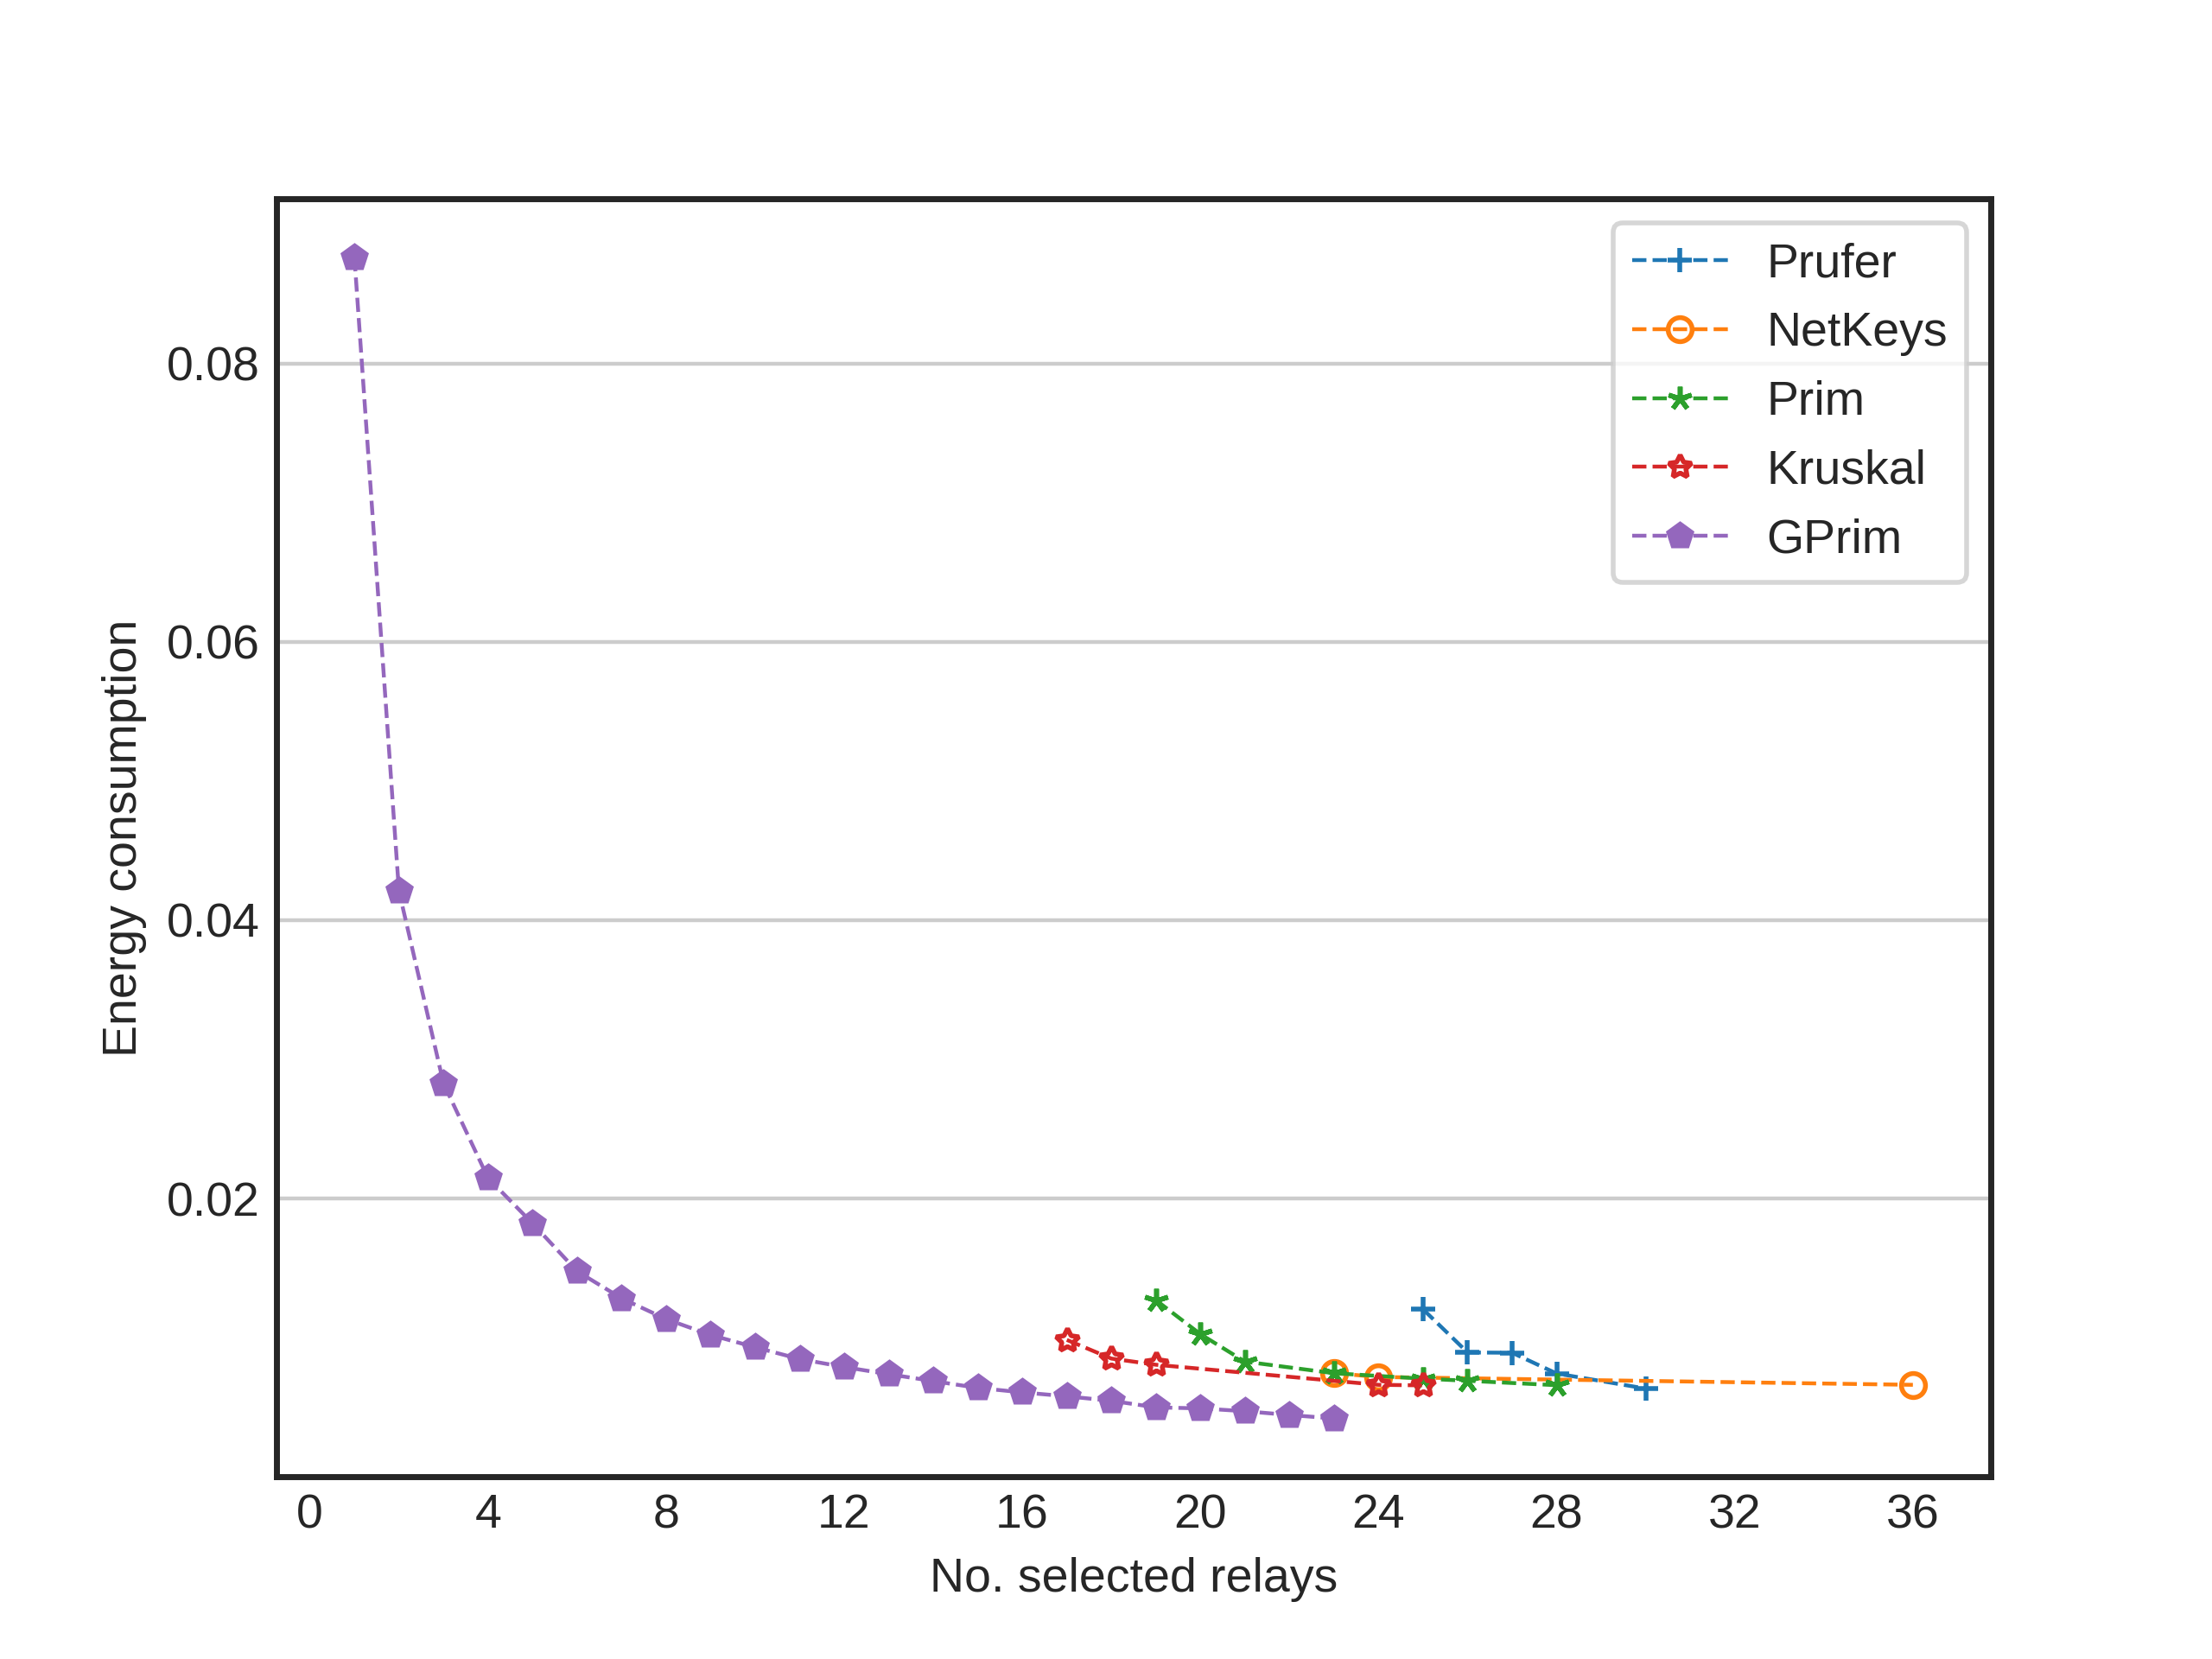 Prufer
NetKeys
Prim
Kruskal
GPrim
0.08
0.06
0.04
0.02
Energy consumption
0 4 8 12 16 20 24 28 32 36
No. selected relays